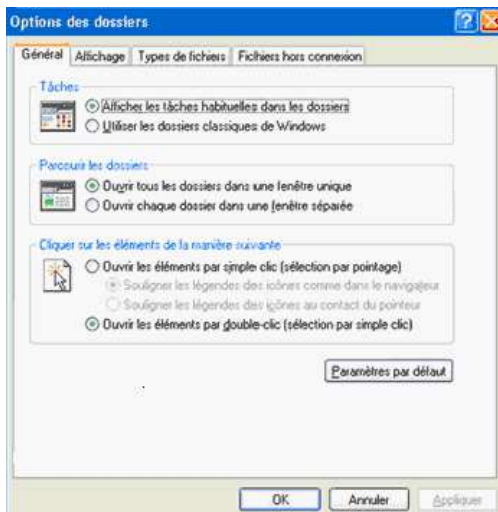 Options des dossiers
Général Affichage Types de fichiers Fichiers hors connexion
Tâches
Afficher les tâches habituelles dans les dossiers
Utiliser les dossiers classiques de Windows
Parcourir les dossiers
Ouvrir tous les dossiers dans une fenêtre unique
Ouvrir chaque dossier dans une fenêtre séparée
Cliquer sur les éléments de la manière suivante
Ouvrir les éléments par simple clic (sélection par pointage)
Souligner les légendes des icônes comme dans le navigateur
Souligner les légendes des icônes au contact du pointeur
Ouvrir les éléments par double-clic (sélection par simple clic)
Paramètres par défaut
OK Annuler Appliquer